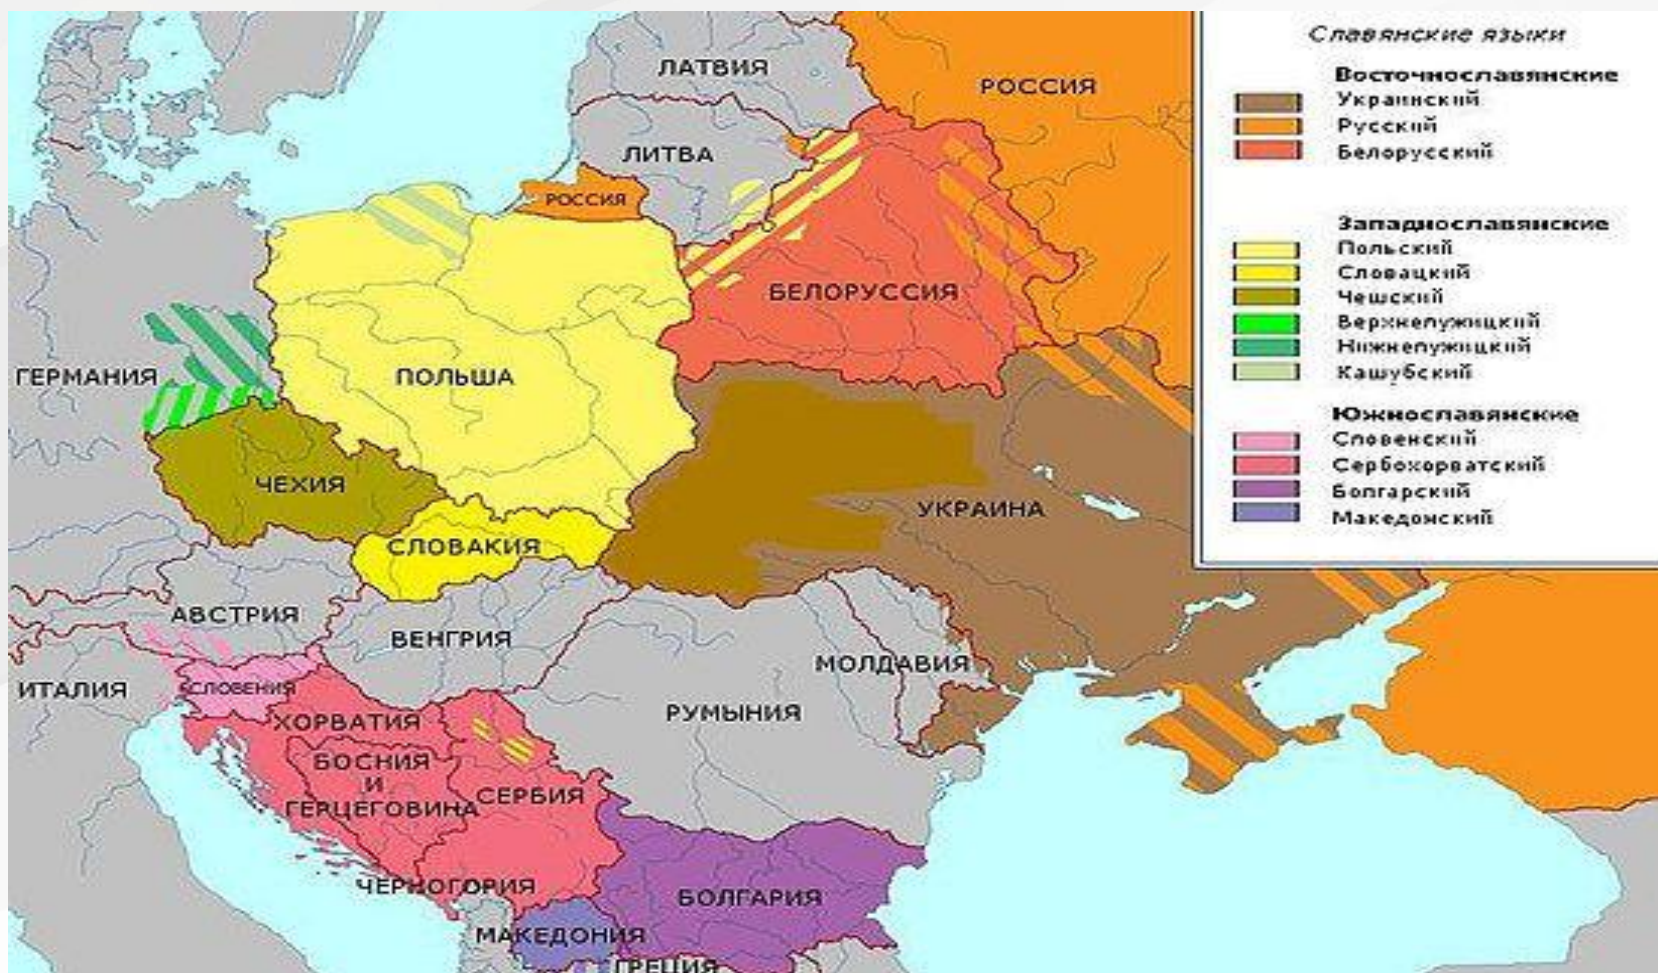 Славянские языки
Восточнославянские
Украинский
Русский
Белорусский
Западнославянские
Польский
Словацкий
Чешский
Верхнелужицкий
Нижнелужицкий
Кашубский
Южнославянские
Словенский
Сербохорватский
Болгарский
Македонский
ЛАТВИЯ
РОССИЯ
ЛИТВА
РОССИЯ
БЕЛОРУССИЯ
ГЕРМАНИЯ
ПОЛЬША
ЧЕХИЯ
УКРАИНА
СЛОВАКИЯ
АВСТРИЯ
ВЕНГРИЯ
МОЛДАВИЯ
ИТАЛИЯ
СЛОВЕНИЯ
РУМЫНИЯ
ХОРВАТИЯ
БОСНИЯ
И
ГЕРЦЕГОВИНА
СЕРБИЯ
ЧЕРНОГОРИЯ
БОЛГАРИЯ
МАКЕДОНИЯ
ГРЕЦИЯ